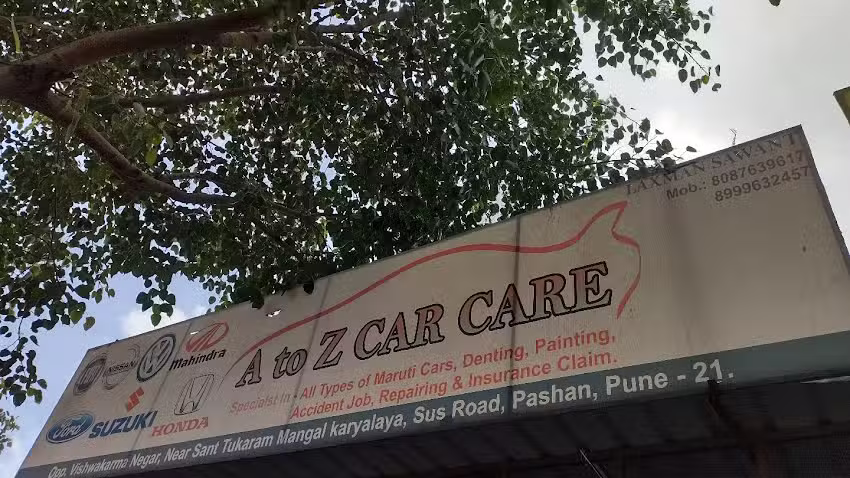 LAXMAN SAWANT
Mob.: 8087639617
8999632457
A to Z CAR CARE
Specialist In - All Types of Maruti Cars, Denting, Painting,
Accident Job, Repairing & Insurance Claim.
NISSAN
Mahindra
Ford
SUZUKI
HONDA
Opp. Vishwakarma Negar, Near Sant Tukaram Mangal karyalaya, Sus Road, Pashan, Pune - 21.